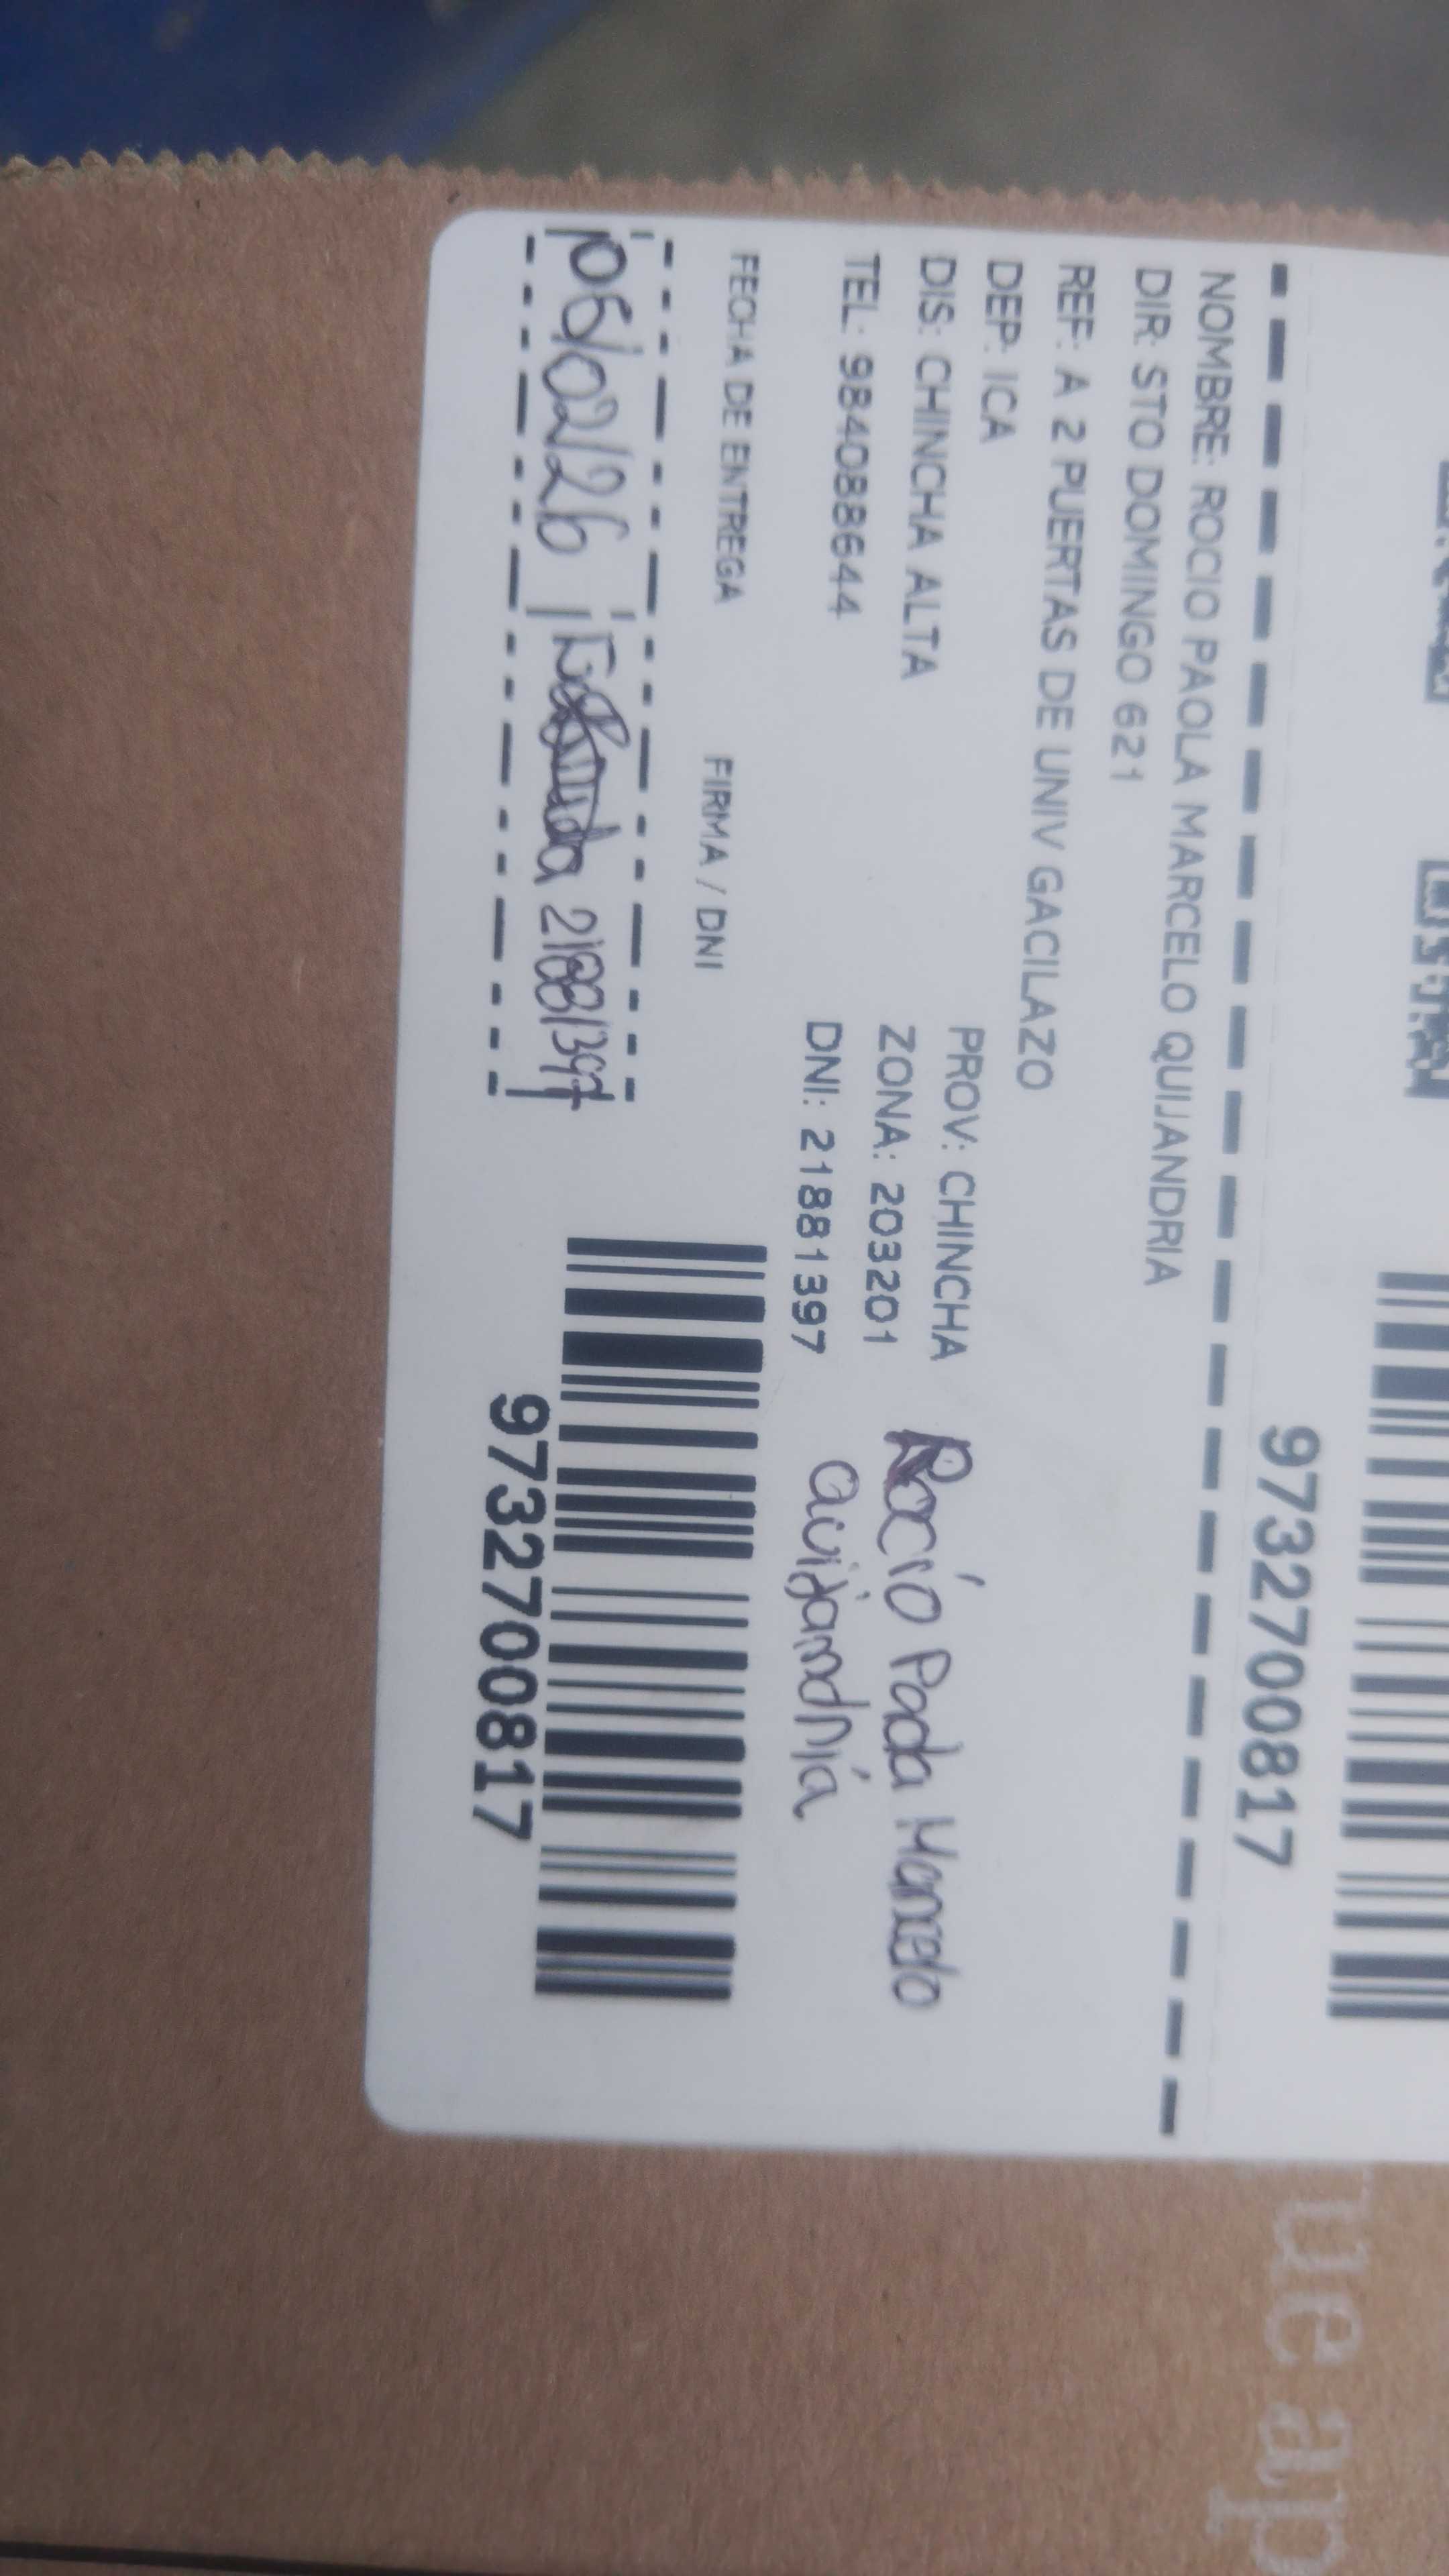 9732700817
NOMBRE: ROCIO PAOLA MARCELO QUIJANDRIA
DIR: STO DOMINGO 621
REF: A 2 PUERTAS DE UNIV GACILAZO
DEP: ICA PROV: CHINCHA
DIS: CHINCHA ALTA ZONA: 203201
TEL: 984088644 DNI: 21881397
Rocío Paola Marcelo
Quijandría
FECHA DE ENTREGA FIRMA / DNI
06/02/26 21881397
9732700817
ue ap